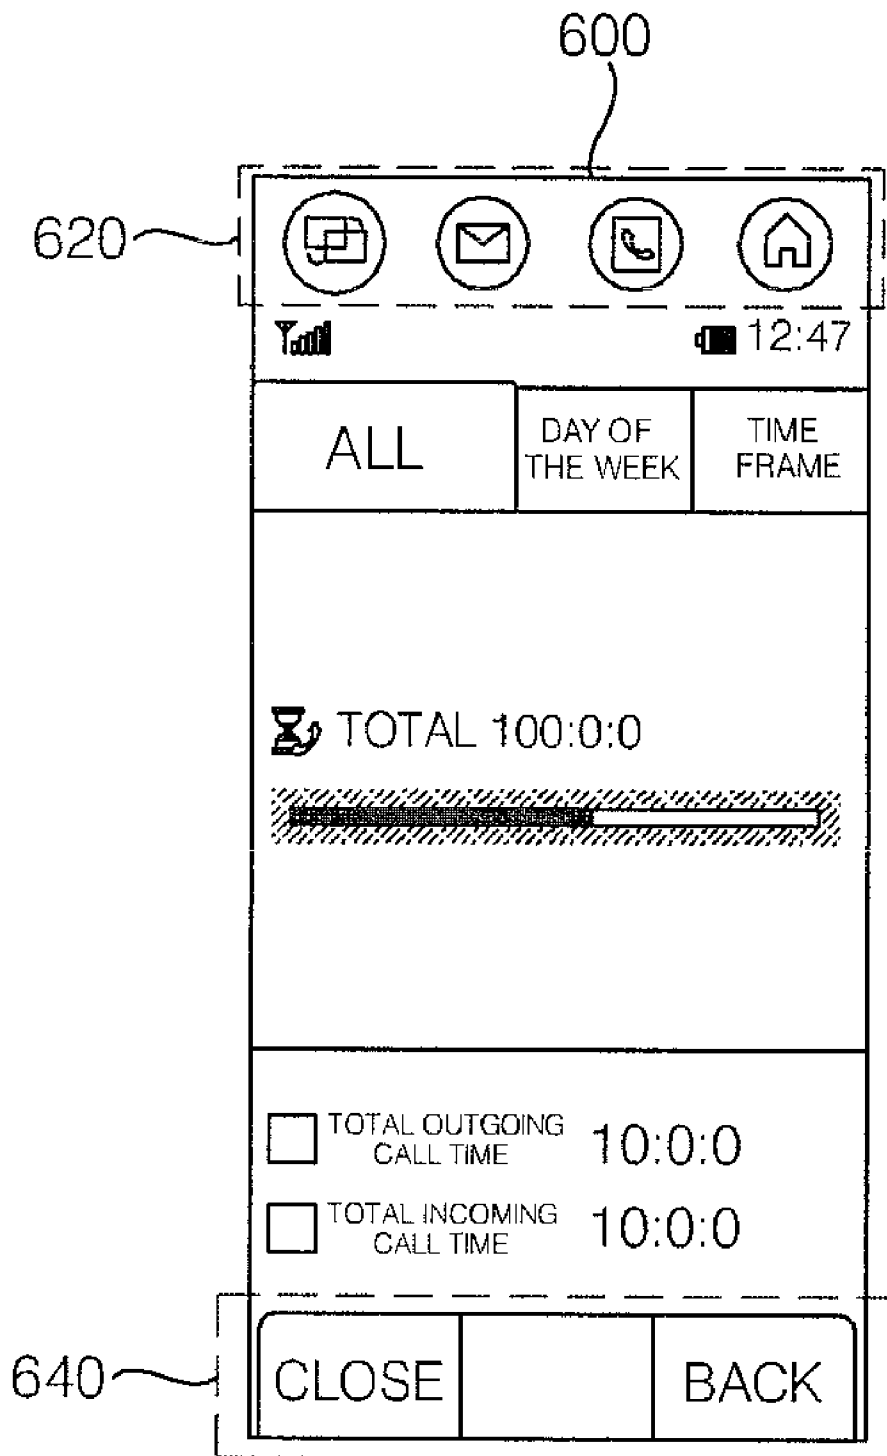 600
620
12:47
ALL
DAY OF
THE WEEK
TIME
FRAME
TOTAL 100:0:0
TOTAL OUTGOING
CALL TIME
10:0:0
TOTAL INCOMING
CALL TIME
10:0:0
640
CLOSE
BACK